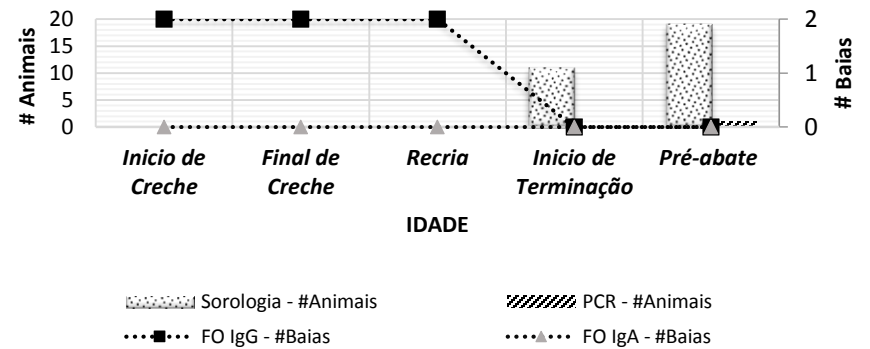 20
15
10
5
0
# Animais
2
1
0
# Baias
Inicio de Creche
Final de Creche
Recria
Inicio de Terminação
Pré-abate
IDADE
Sorologia - #Animais
PCR - #Animais
FO IgG - #Baias
FO IgA - #Baias